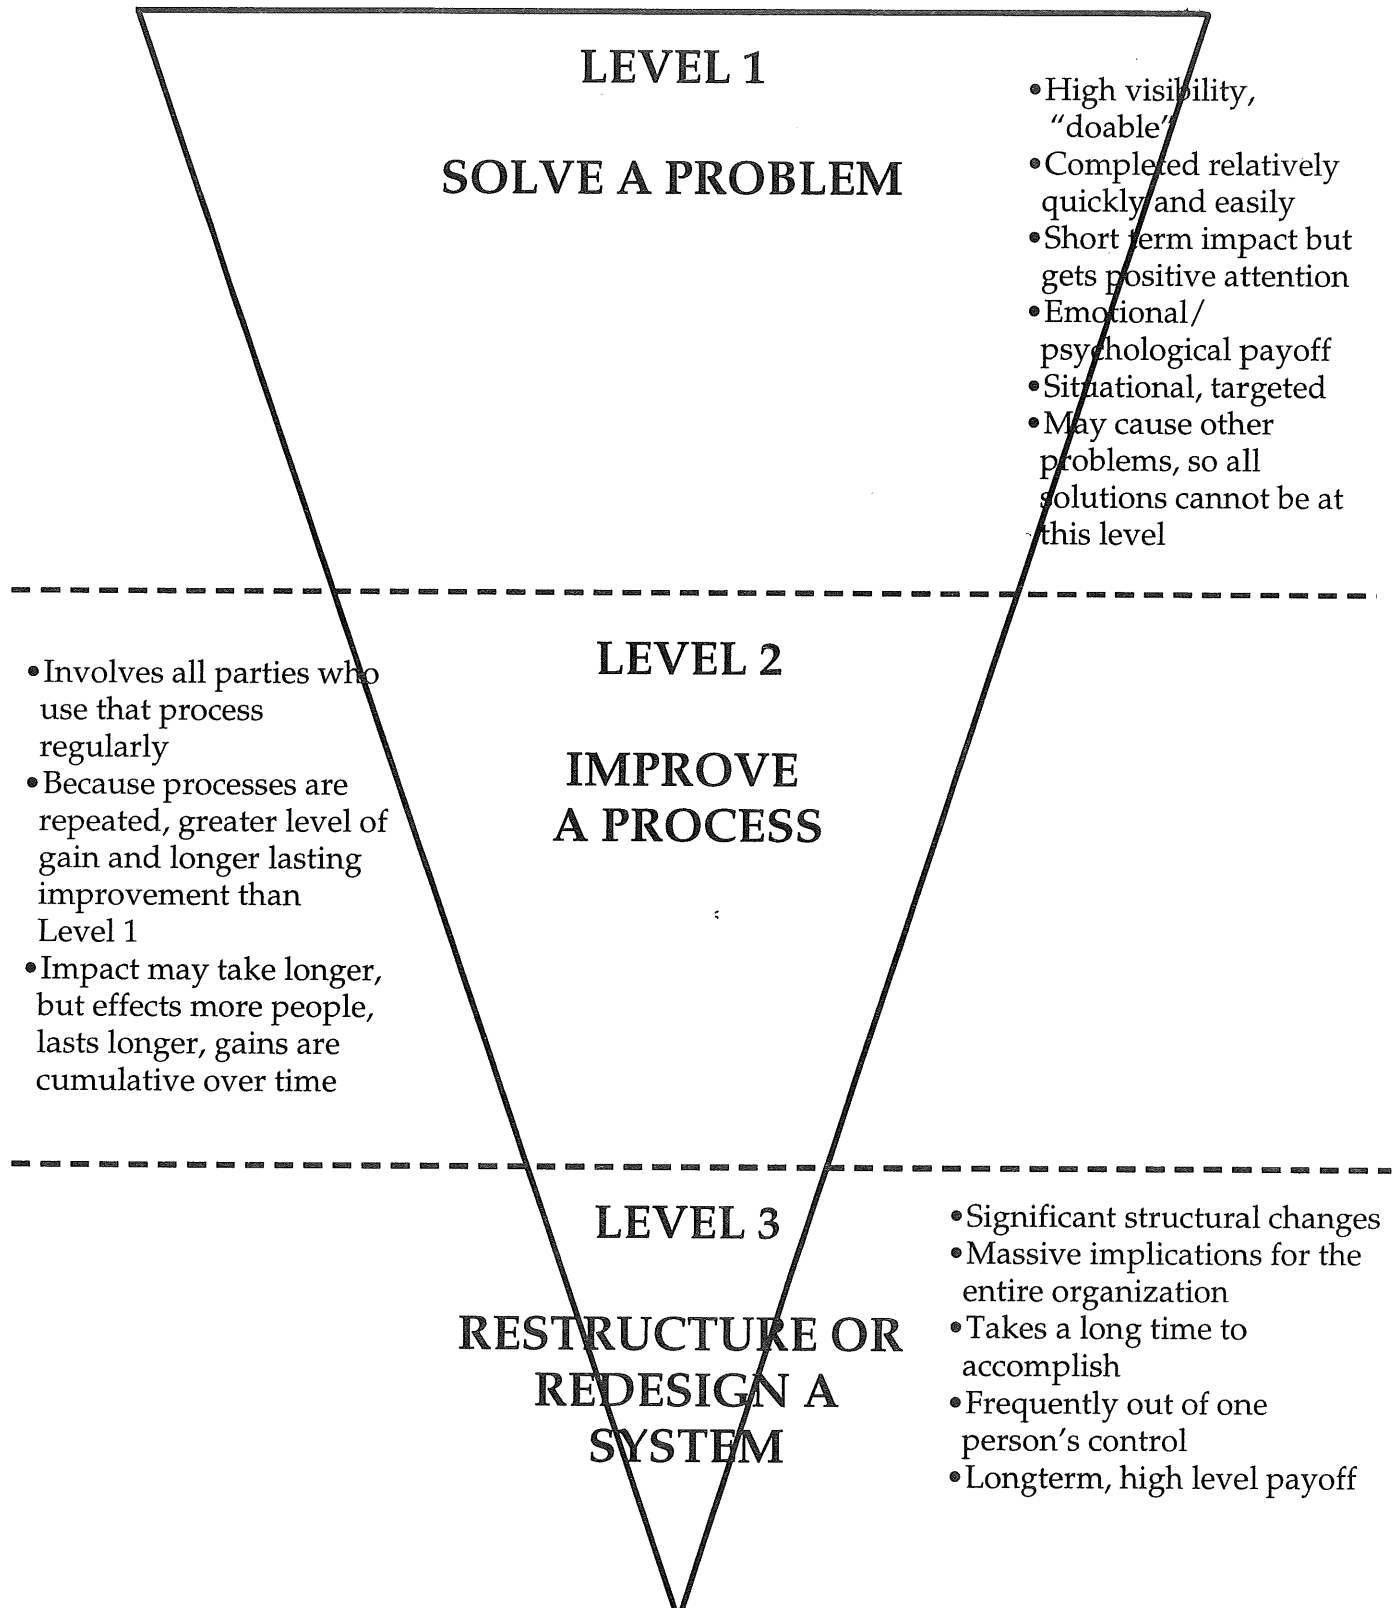 LEVEL 1
SOLVE A PROBLEM
•High visibility,
"doable"
•Completed relatively
quickly and easily
•Short term impact but
gets positive attention
•Emotional/
psychological payoff
•Situational, targeted
•May cause other
problems, so all
solutions cannot be at
this level
LEVEL 2
IMPROVE
A PROCESS
•Involves all parties who
use that process
regularly
•Because processes are
repeated, greater level of
gain and longer lasting
improvement than
Level 1
•Impact may take longer,
but effects more people,
lasts longer, gains are
cumulative over time
LEVEL 3
RESTRUCTURE OR
REDESIGN A
SYSTEM
•Significant structural changes
•Massive implications for the
entire organization
•Takes a long time to
accomplish
•Frequently out of one
person's control
•Longterm, high level payoff